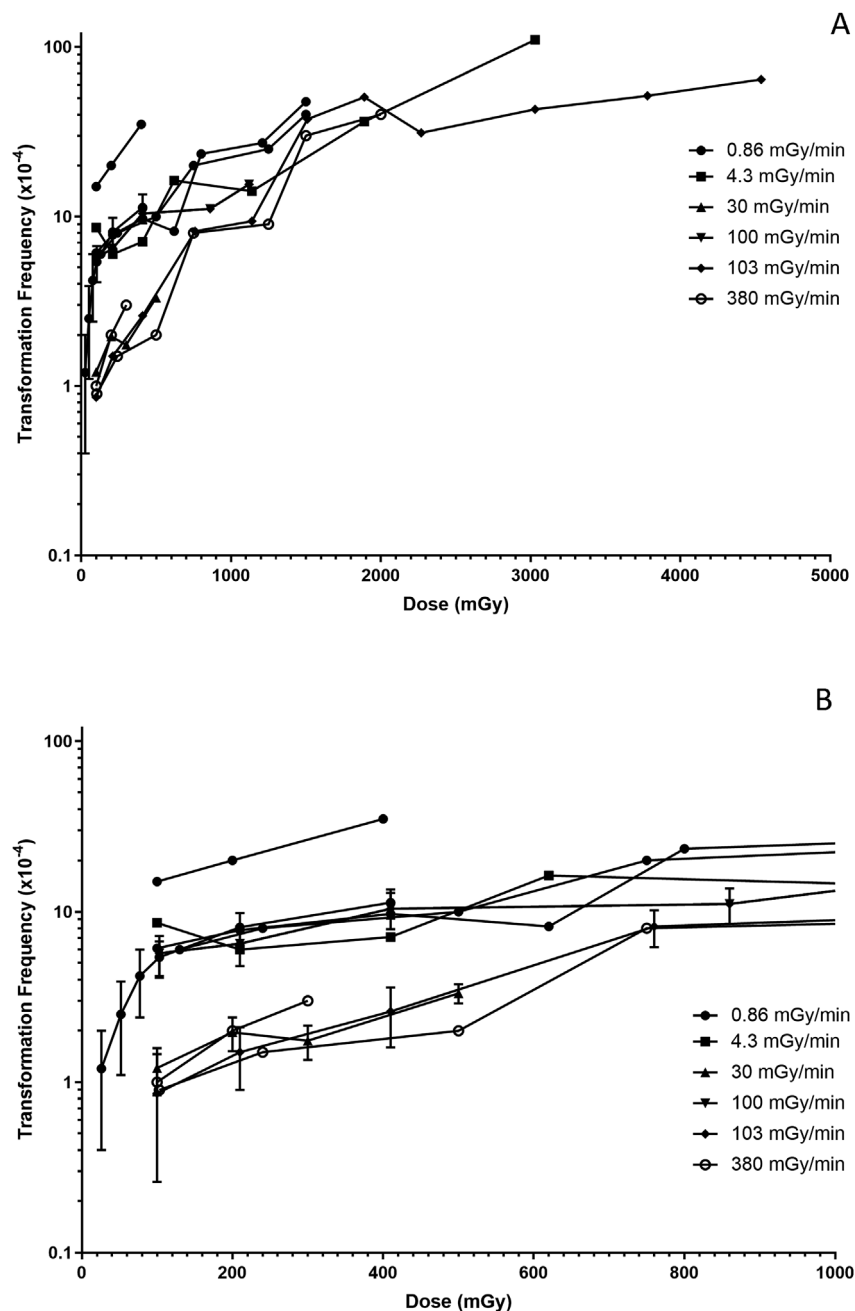 A
Transformation Frequency (x10-4)
100
10
1
0.1
0 1000 2000 3000 4000 5000
Dose (mGy)
0.86 mGy/min
4.3 mGy/min
30 mGy/min
100 mGy/min
103 mGy/min
380 mGy/min
B
Transformation Frequency (x10-4)
100
10
1
0.1
0 200 400 600 800 1000
Dose (mGy)
0.86 mGy/min
4.3 mGy/min
30 mGy/min
100 mGy/min
103 mGy/min
380 mGy/min